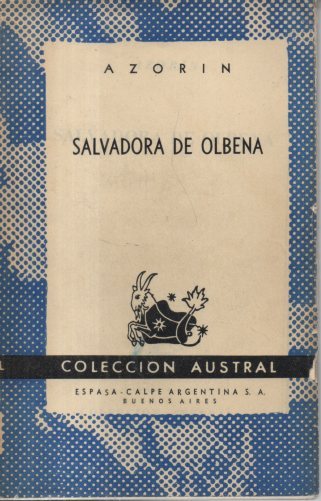 AZORIN
SALVADORA DE OLBENA
L
COLECCION AUSTRAL
ESPASA-CALPE ARGENTINA S. A.
BUENOS AIRES